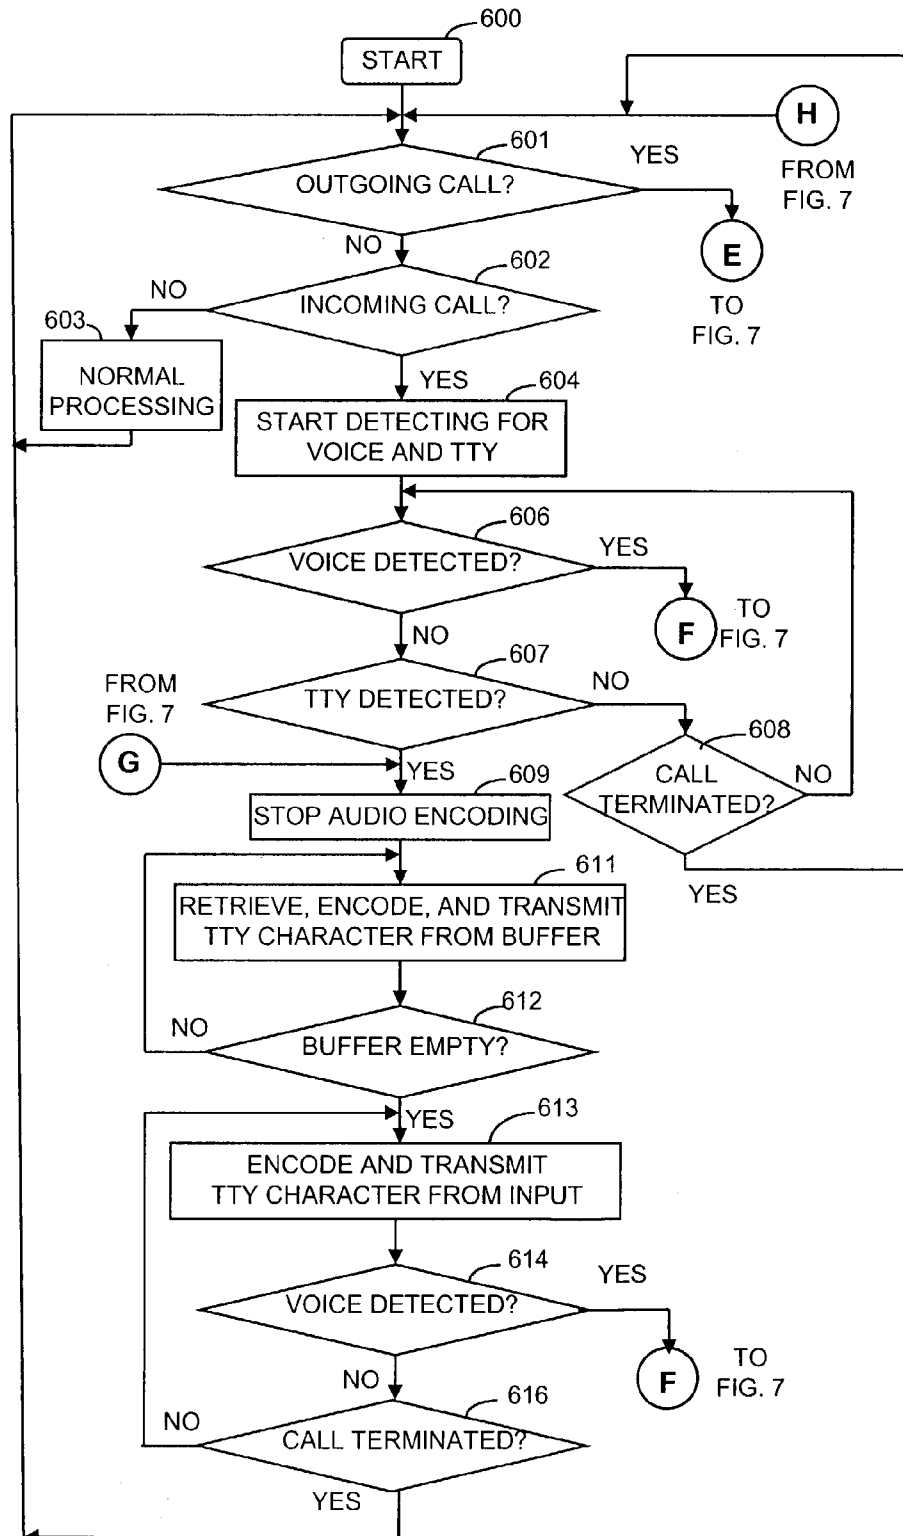 600
START
H
FROM
FIG. 7
601
OUTGOING CALL?
YES
E
TO
FIG. 7
NO
602
INCOMING CALL?
NO
603
NORMAL
PROCESSING
YES
604
START DETECTING FOR
VOICE AND TTY
606
VOICE DETECTED?
YES
F
TO
FIG. 7
NO
607
TTY DETECTED?
NO
FROM
FIG. 7
G
YES
608
CALL
TERMINATED?
NO
YES
609
STOP AUDIO ENCODING
611
RETRIEVE, ENCODE, AND TRANSMIT
TTY CHARACTER FROM BUFFER
612
BUFFER EMPTY?
NO
YES
613
ENCODE AND TRANSMIT
TTY CHARACTER FROM INPUT
614
VOICE DETECTED?
YES
F
TO
FIG. 7
NO
616
CALL TERMINATED?
NO
YES